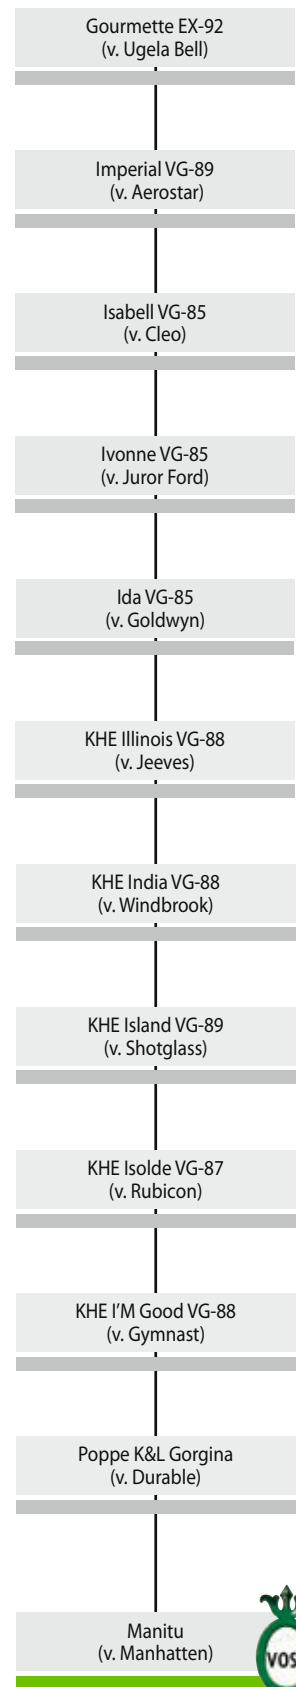 Gourmette EX-92
(v. Ugela Bell)
Imperial VG-89
(v. Aerostar)
Isabell VG-85
(v. Cleo)
Ivonne VG-85
(v. Juror Ford)
Ida VG-85
(v. Goldwyn)
KHE Illinois VG-88
(v. Jeeves)
KHE India VG-88
(v. Windbrook)
KHE Island VG-89
(v. Shotglass)
KHE Isolde VG-87
(v. Rubicon)
KHE I’M Good VG-88
(v. Gymnast)
Poppe K&L Gorgina
(v. Durable)
Manitu
(v. Manhatten)
VOS